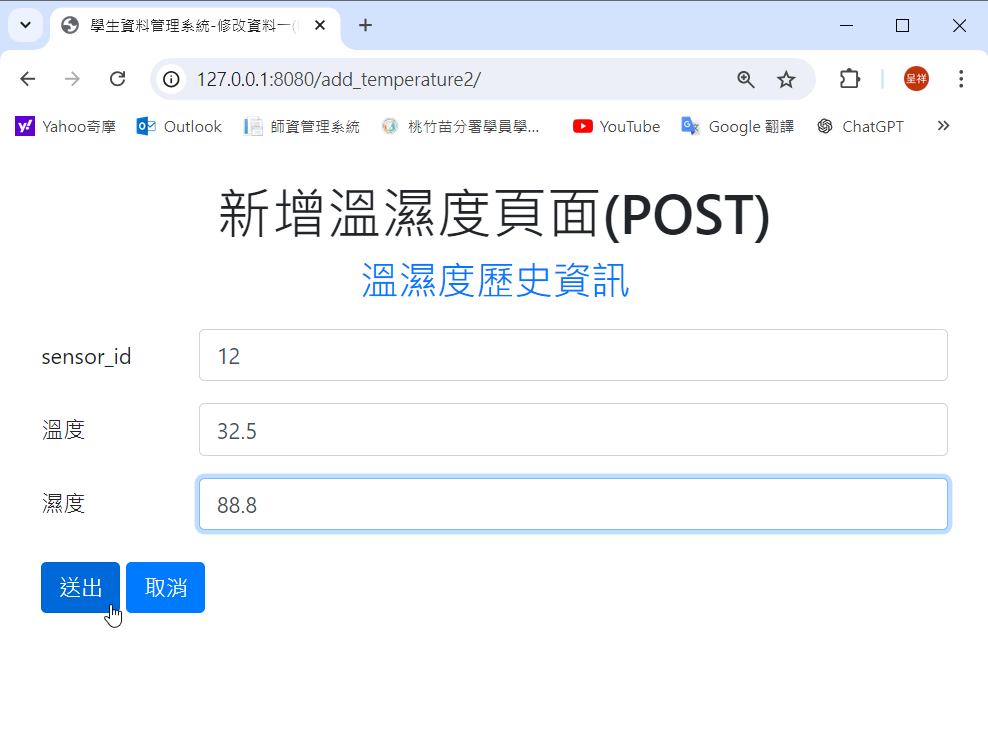 學生資料管理系統-修改資料一(
127.0.0.1:8080/add_temperature2/
呈祥
Yahoo奇摩
Outlook
師資管理系統
桃竹苗分署學員學...
YouTube
Google 翻譯
ChatGPT
新增溫濕度頁面(POST)
溫濕度歷史資訊
sensor_id
12
溫度
32.5
濕度
88.8
送出
取消